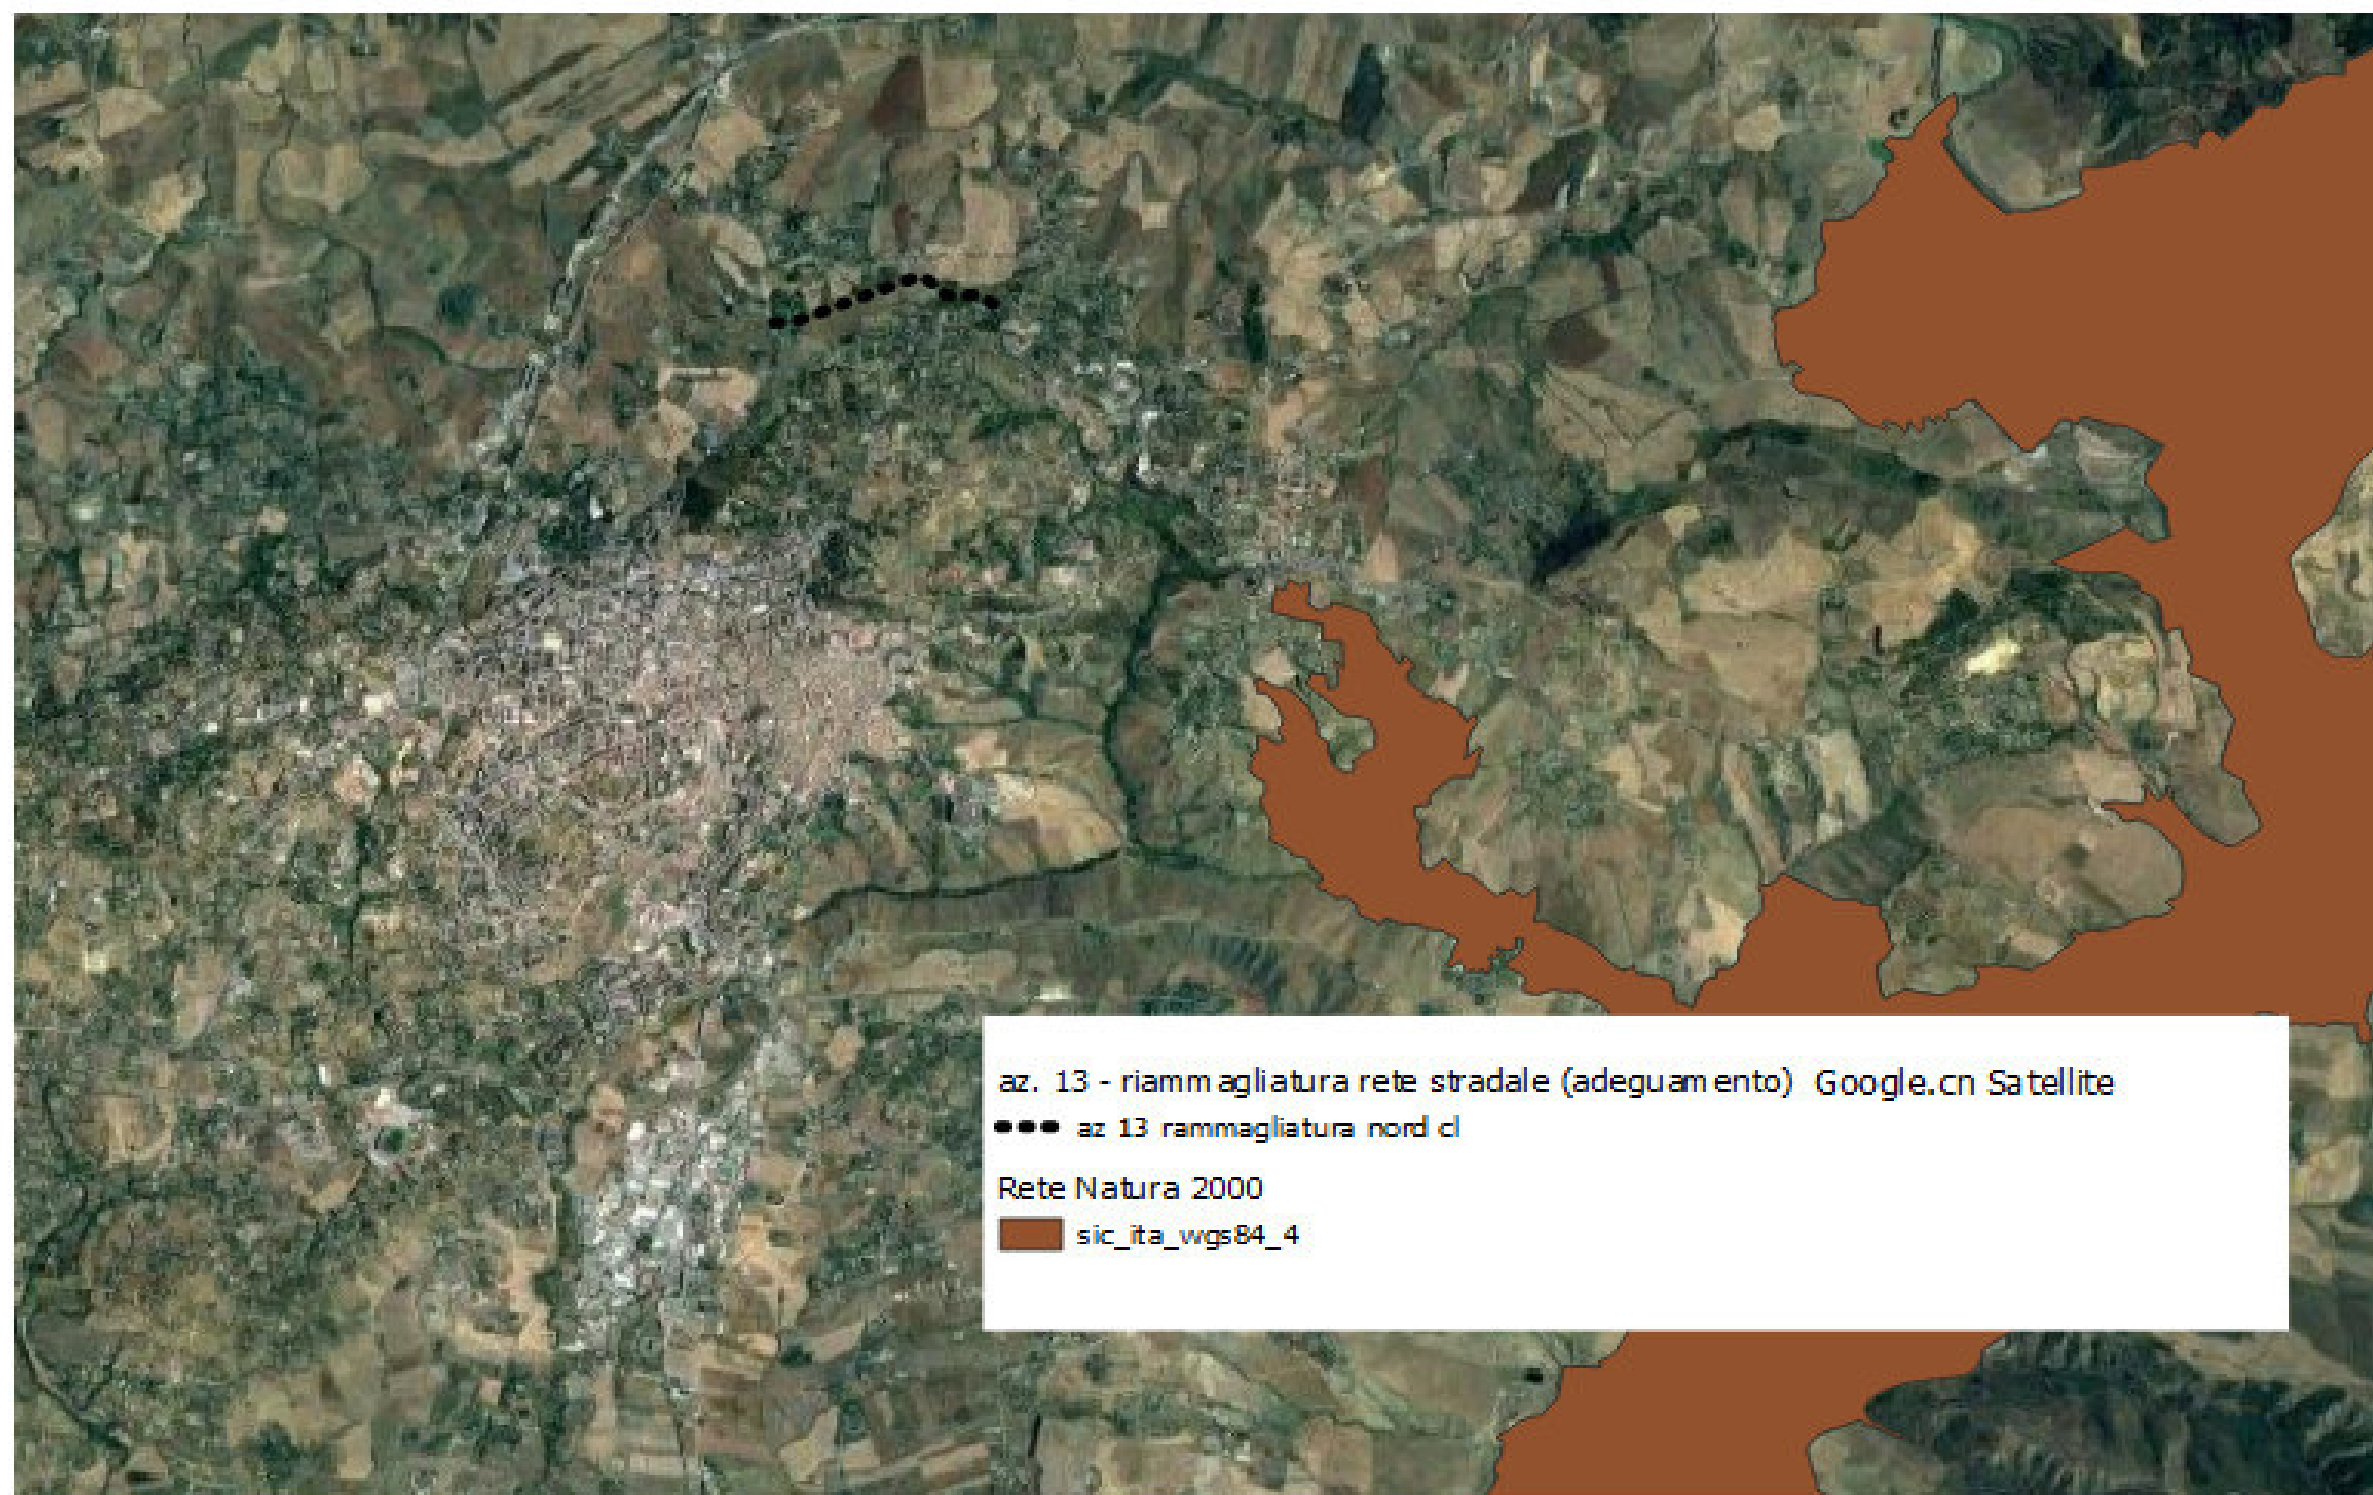 az. 13 - riammagliatura rete stradale (adeguamento) Google.cn Satellite
az 13 rammagliatura nord cl
Rete Natura 2000
sic_ita_wgs84_4